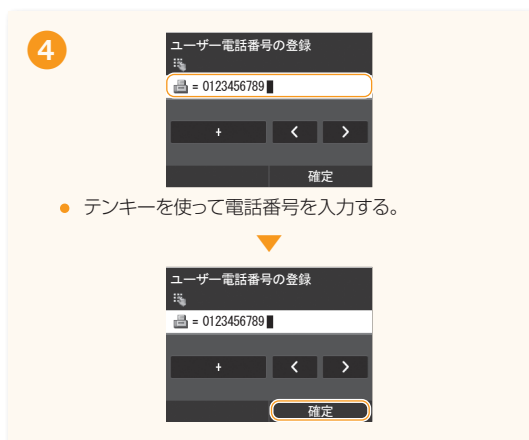 4
ユーザー電話番号の登録
= 0123456789
+ < >
確定
● テンキーを使って電話番号を入力する。
ユーザー電話番号の登録
= 0123456789
+ < >
確定